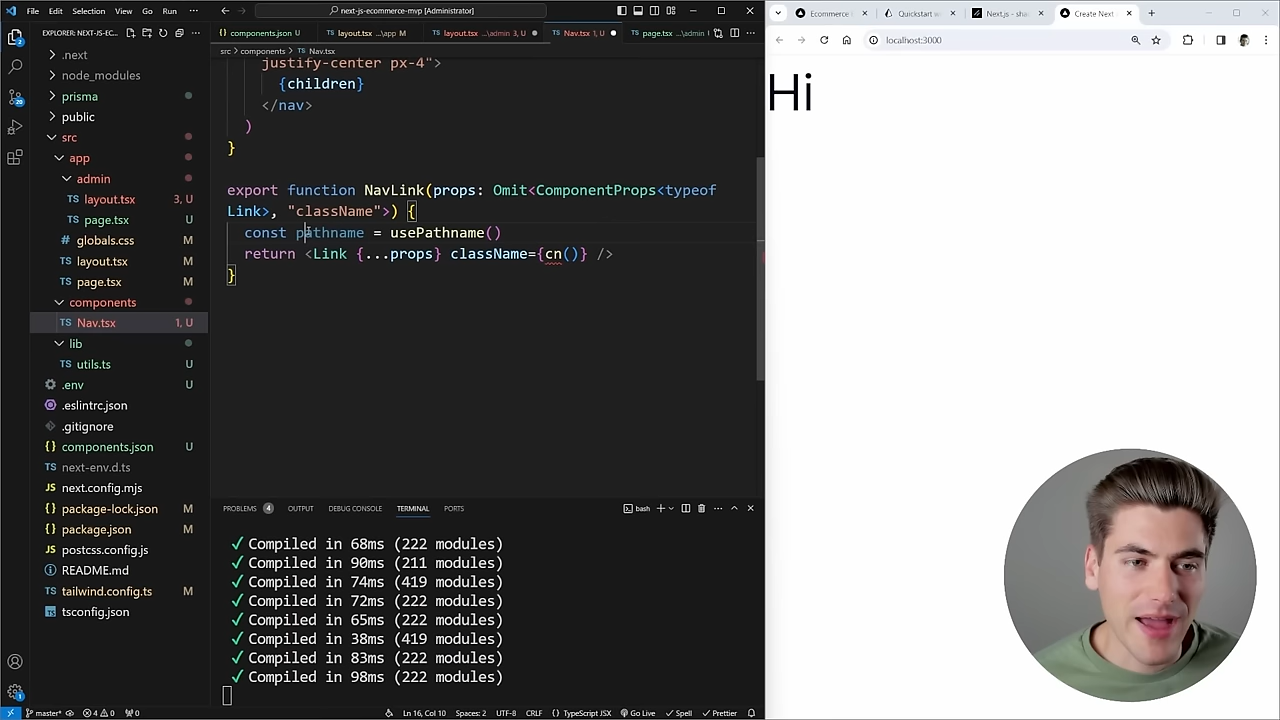 File Edit Selection View Go Run ···
next-js-ecommerce-mvp [Administrator]
EXPLORER: NEXT-JS-EC...
.next
node_modules
prisma
public
src
app
admin
layout.tsx 3, U
page.tsx U
globals.css M
layout.tsx M
page.tsx M
components
Nav.tsx 1, U
lib
utils.ts U
.env U
.eslintrc.json
.gitignore
components.json U
next-env.d.ts
next.config.mjs
package-lock.json M
package.json M
postcss.config.js
README.md
tailwind.config.ts M
tsconfig.json
components.json U layout.tsx ...\app M layout.tsx ...\admin 3, U Nav.tsx 1, U page.tsx ...\admin
src > components > Nav.tsx
justify-center px-4">
{children}
</nav>
)
}
export function NavLink(props: Omit<ComponentProps<typeof
Link>, "className">) {
const pathname = usePathname()
return <Link {...props} className={cn()} />
}
PROBLEMS 4 OUTPUT DEBUG CONSOLE TERMINAL PORTS
bash
✓ Compiled in 68ms (222 modules)
✓ Compiled in 90ms (211 modules)
✓ Compiled in 74ms (419 modules)
✓ Compiled in 72ms (222 modules)
✓ Compiled in 65ms (222 modules)
✓ Compiled in 38ms (419 modules)
✓ Compiled in 83ms (222 modules)
✓ Compiled in 98ms (222 modules)
master* 4 0 0 Ln 16, Col 10 Spaces: 2 UTF-8 CRLF TypeScript JSX Go Live Spell Prettier
Ecommerce Quickstart Next.js - sha Create Next
localhost:3000
Hi